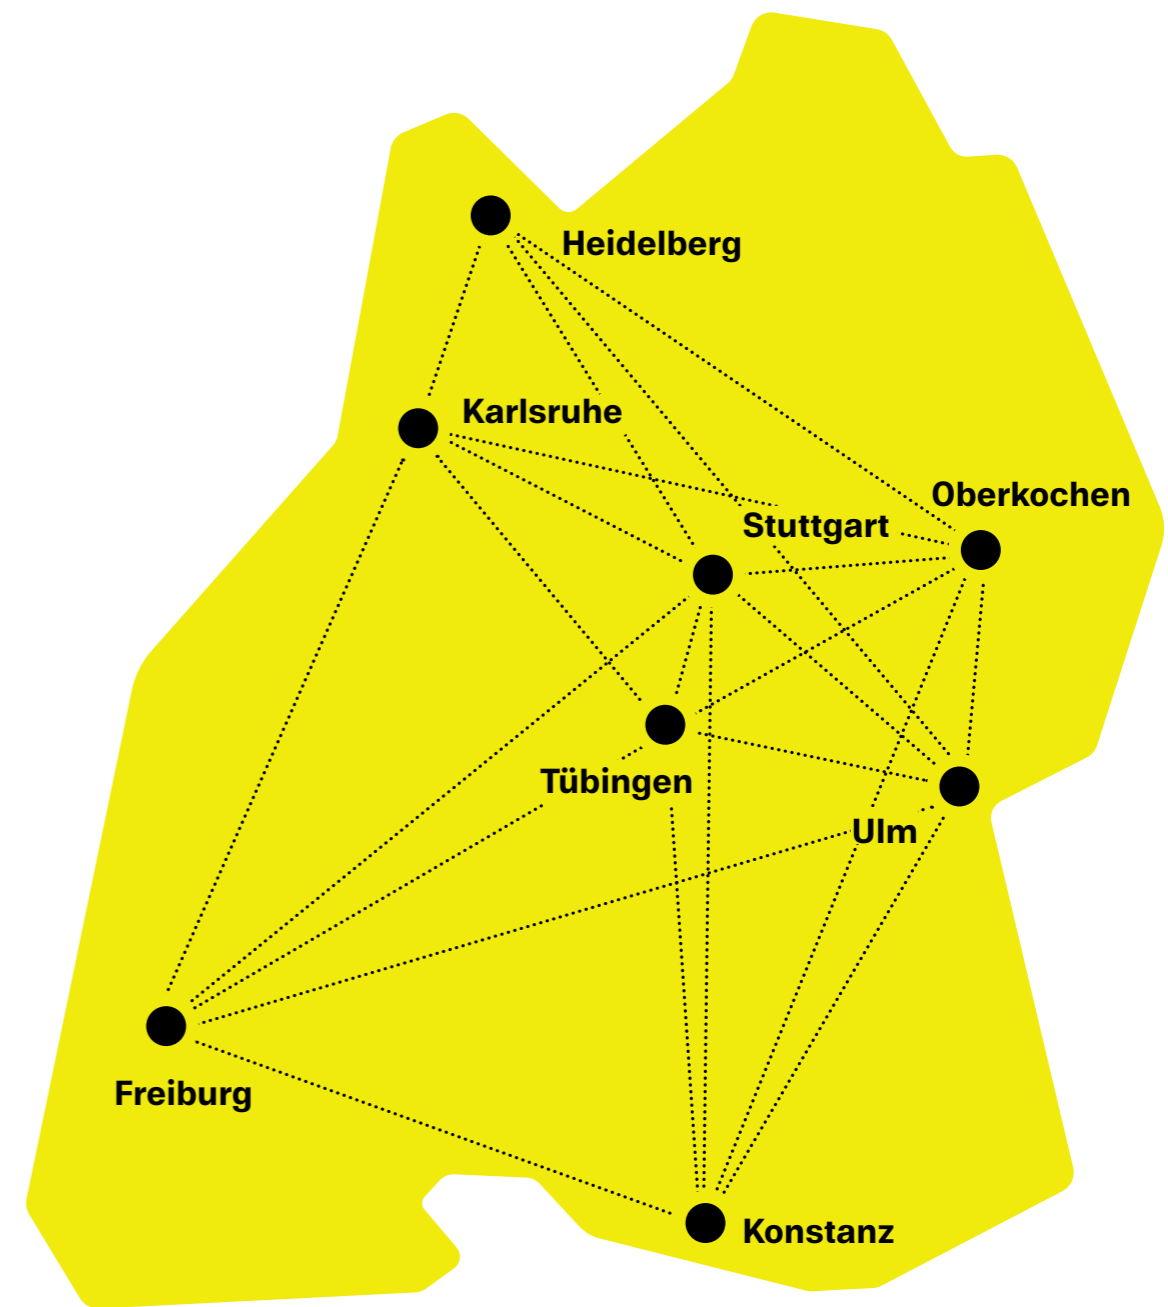 Heidelberg
Karlsruhe
Oberkochen
Stuttgart
Tübingen
Ulm
Freiburg
Konstanz